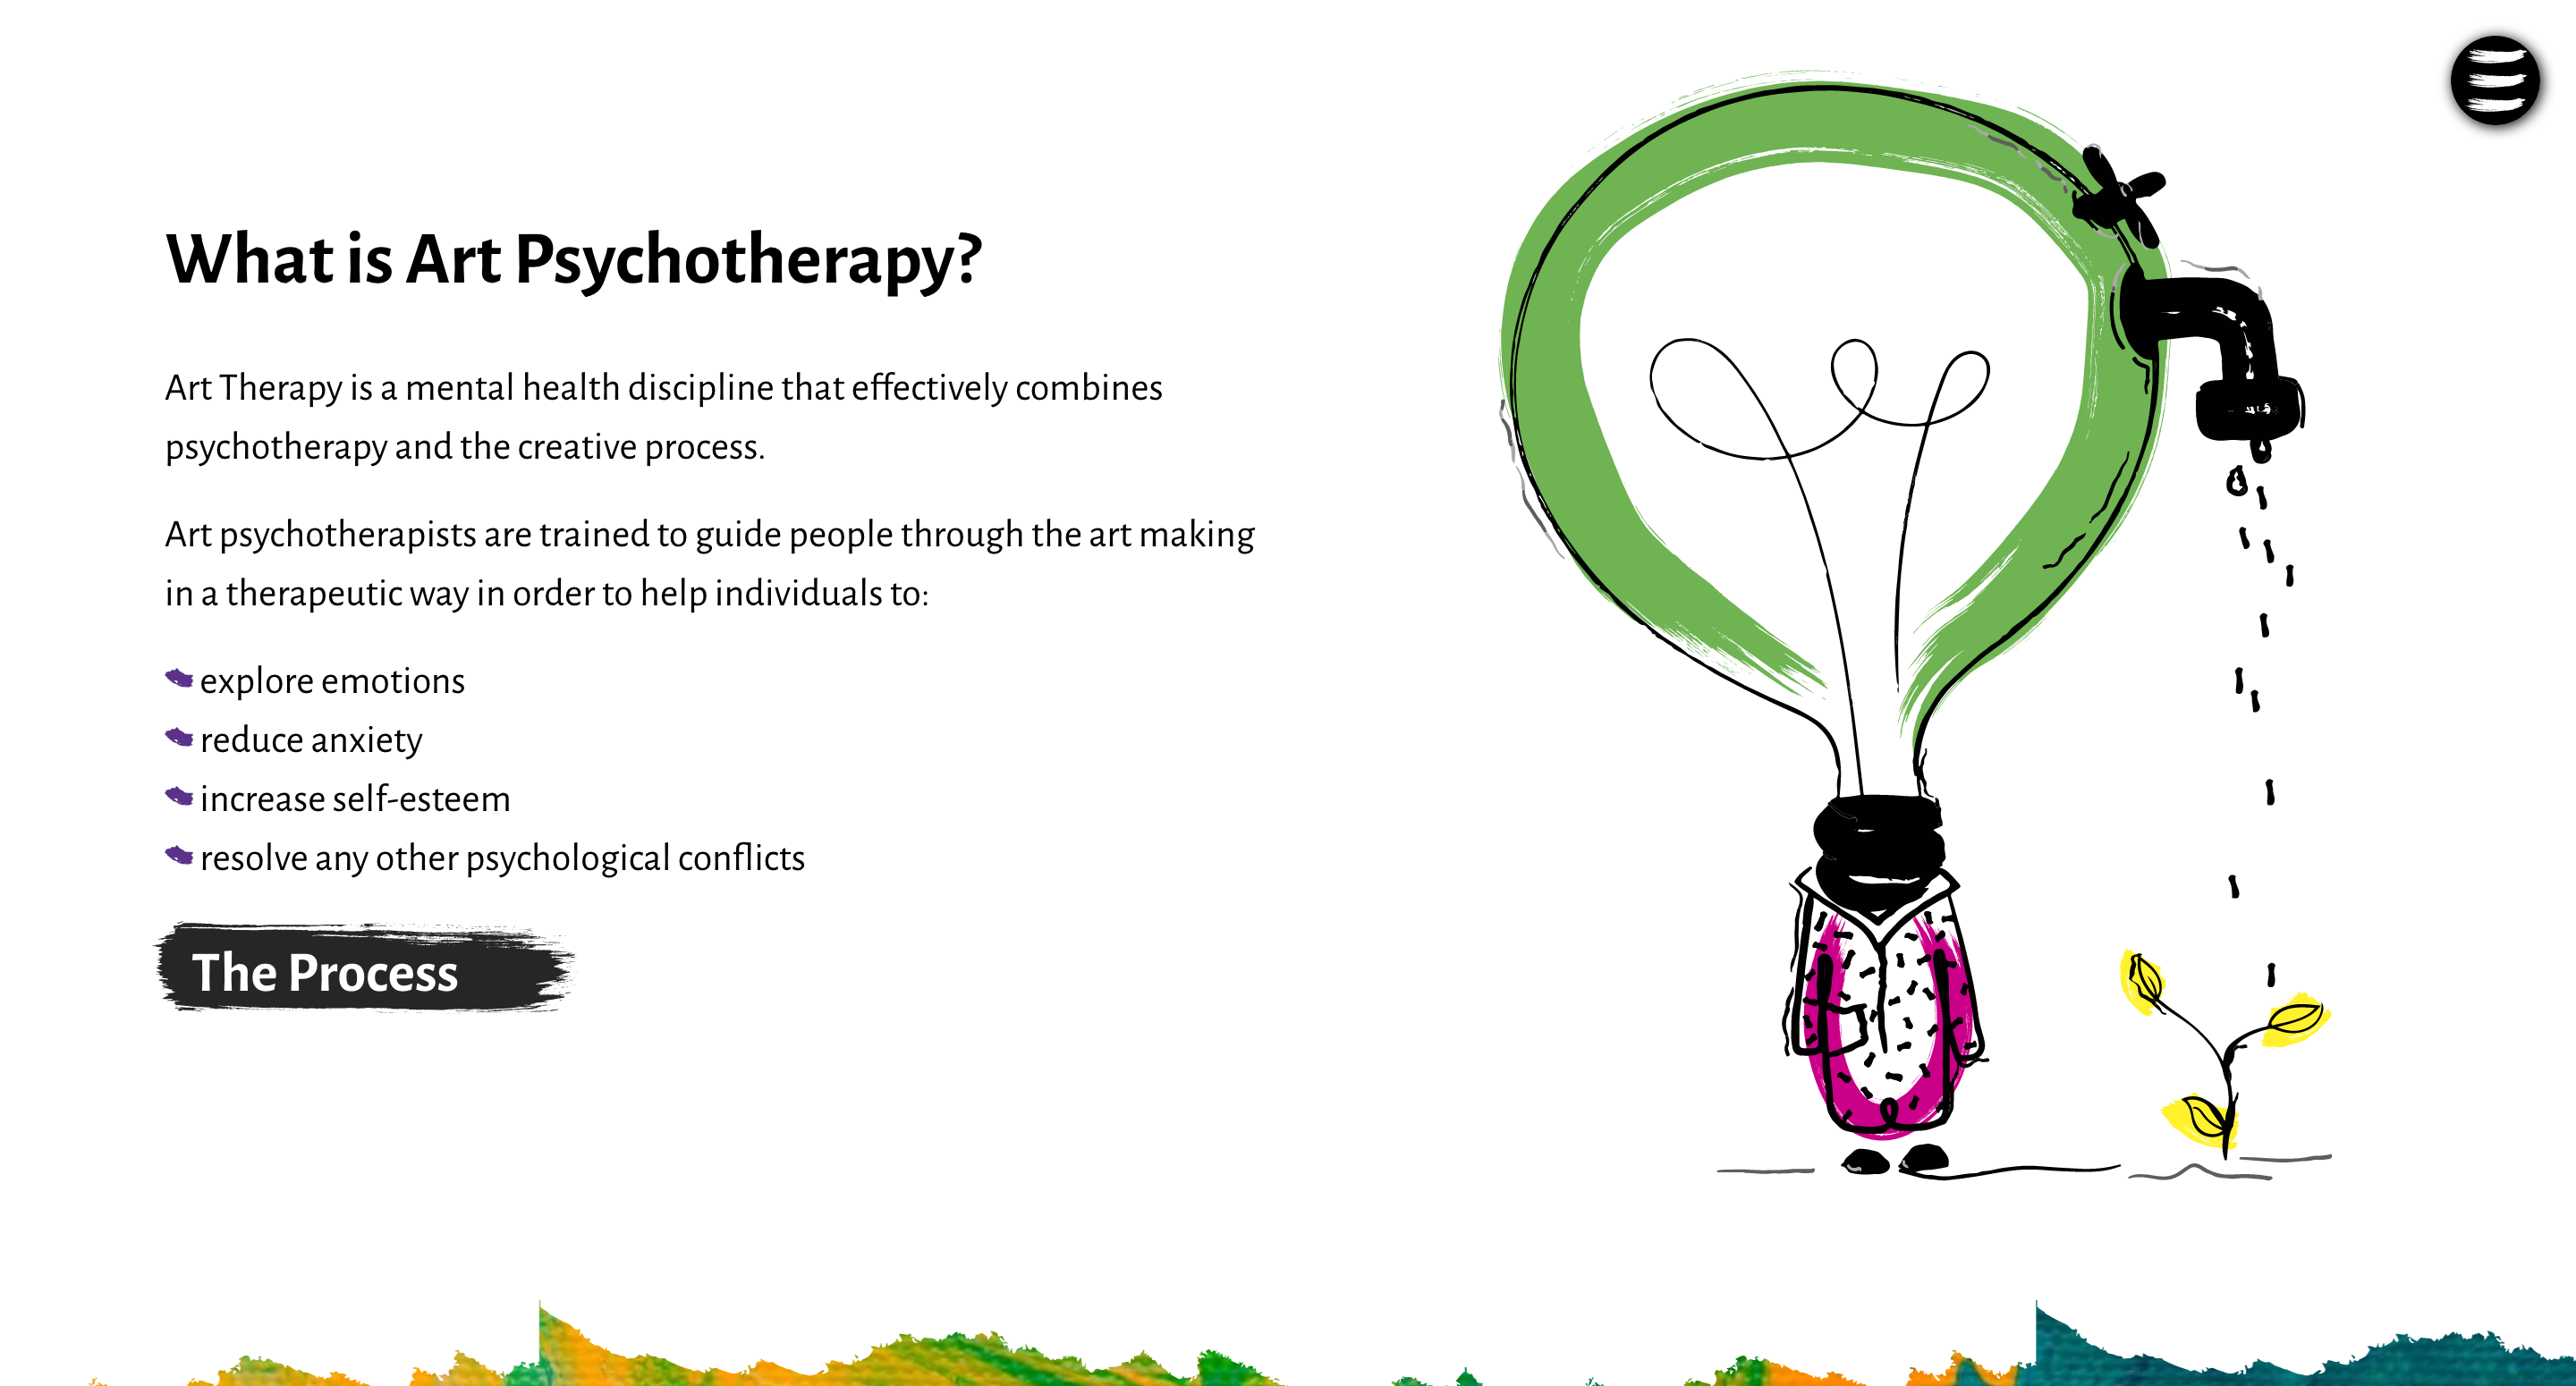 What is Art Psychotherapy?
Art Therapy is a mental health discipline that effectively combines
psychotherapy and the creative process.
Art psychotherapists are trained to guide people through the art making
in a therapeutic way in order to help individuals to:
explore emotions
reduce anxiety
increase self-esteem
resolve any other psychological conflicts
The Process